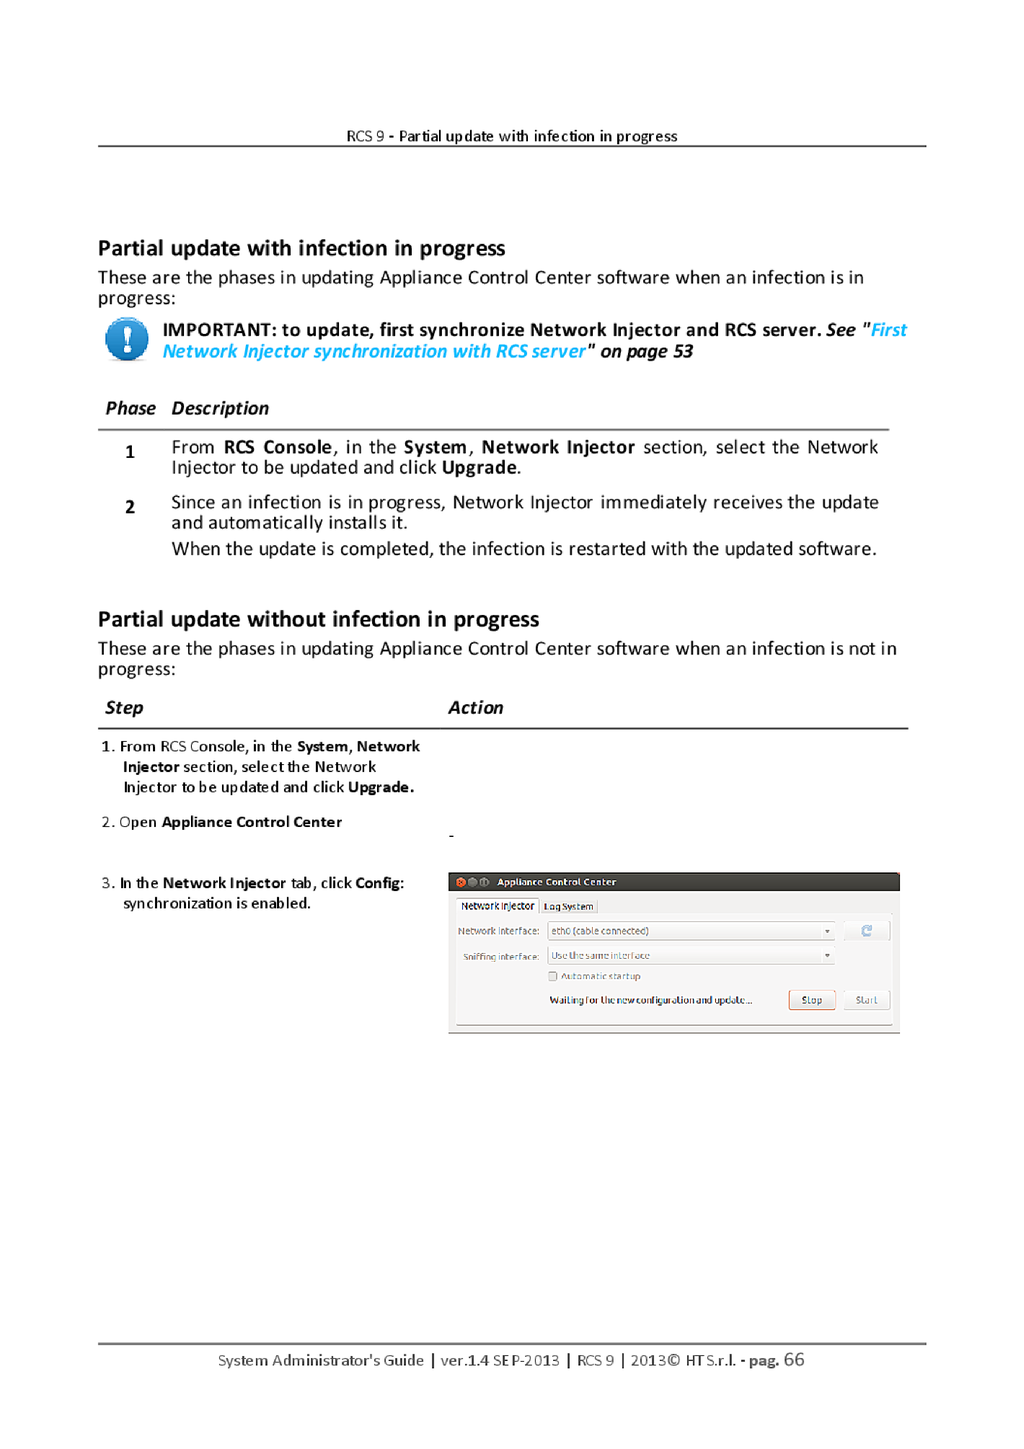 RCS 9 - Partial update with infection in progress
Partial update with infection in progress
These are the phases in updating Appliance Control Center software when an infection is in
progress:
IMPORTANT: to update, first synchronize Network Injector and RCS server. See "First
Network Injector synchronization with RCS server" on page 53
Phase Description
1 From RCS Console, in the System, Network Injector section, select the Network
Injector to be updated and click Upgrade.
2 Since an infection is in progress, Network Injector immediately receives the update
and automatically installs it.
When the update is completed, the infection is restarted with the updated software.
Partial update without infection in progress
These are the phases in updating Appliance Control Center software when an infection is not in
progress:
Step Action
1. From RCS Console, in the System, Network
Injector section, select the Network
Injector to be updated and click Upgrade.
2. Open Appliance Control Center
-
3. In the Network Injector tab, click Config:
synchronization is enabled.
Appliance Control Center
Network Injector Log System
Network interface: eth0 (cable connected)
Sniffing interface: Use the same interface
Automatic startup
Waiting for the new configuration and update... Stop Start
System Administrator's Guide | ver.1.4 SEP-2013 | RCS 9 | 2013© HT S.r.l. - pag. 66